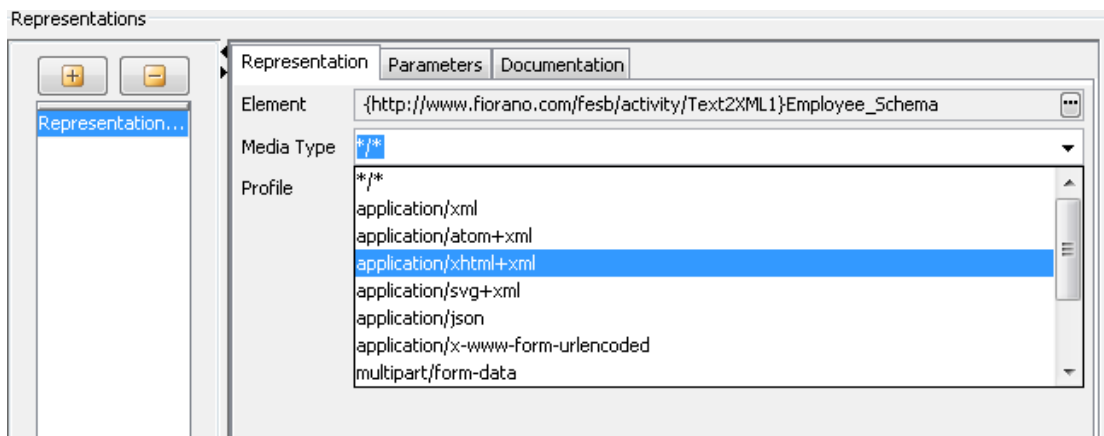 Representations
Representation Parameters Documentation
Representation...
Element {http://www.fiorano.com/fesb/activity/Text2XML1}Employee_Schema
Media Type */*
Profile
*/*
application/xml
application/atom+xml
application/xhtml+xml
application/svg+xml
application/json
application/x-www-form-urlencoded
multipart/form-data